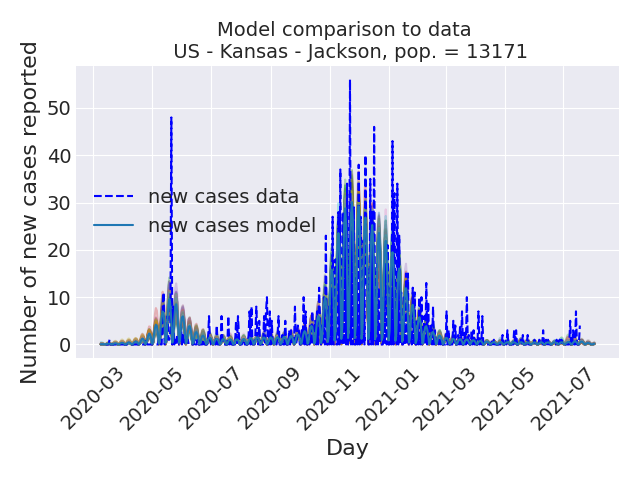 Model comparison to data
US - Kansas - Jackson, pop. = 13171
Number of new cases reported
50
40
30
20
10
0
new cases data
new cases model
2020-03
2020-05
2020-07
2020-09
2020-11
2021-01
2021-03
2021-05
2021-07
Day